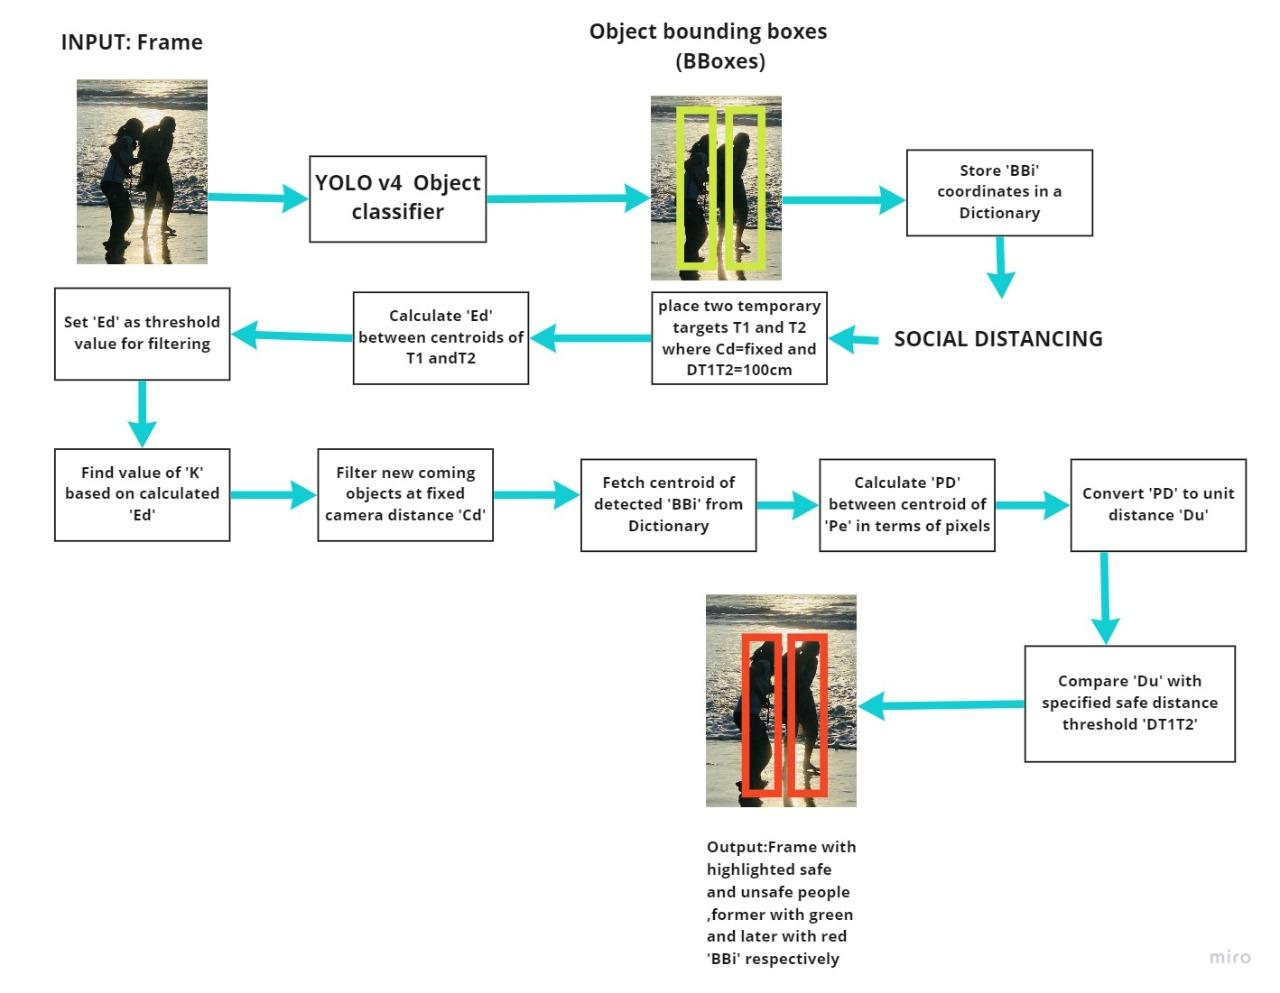 INPUT: Frame
Object bounding boxes
(BBoxes)
YOLO v4 Object
classifier
Store 'BBi'
coordinates in a
Dictionary
SOCIAL DISTANCING
place two temporary
targets T1 and T2
where Cd=fixed and
DT1T2=100cm
Calculate 'Ed'
between centroids of
T1 andT2
Set 'Ed' as threshold
value for filtering
Find value of 'K'
based on calculated
'Ed'
Filter new coming
objects at fixed
camera distance 'Cd'
Fetch centroid of
detected 'BBi' from
Dictionary
Calculate 'PD'
between centroid of
'Pe' in terms of pixels
Convert 'PD' to unit
distance 'Du'
Compare 'Du' with
specified safe distance
threshold 'DT1T2'
Output:Frame with
highlighted safe
and unsafe people
,former with green
and later with red
'BBi' respectively
miro